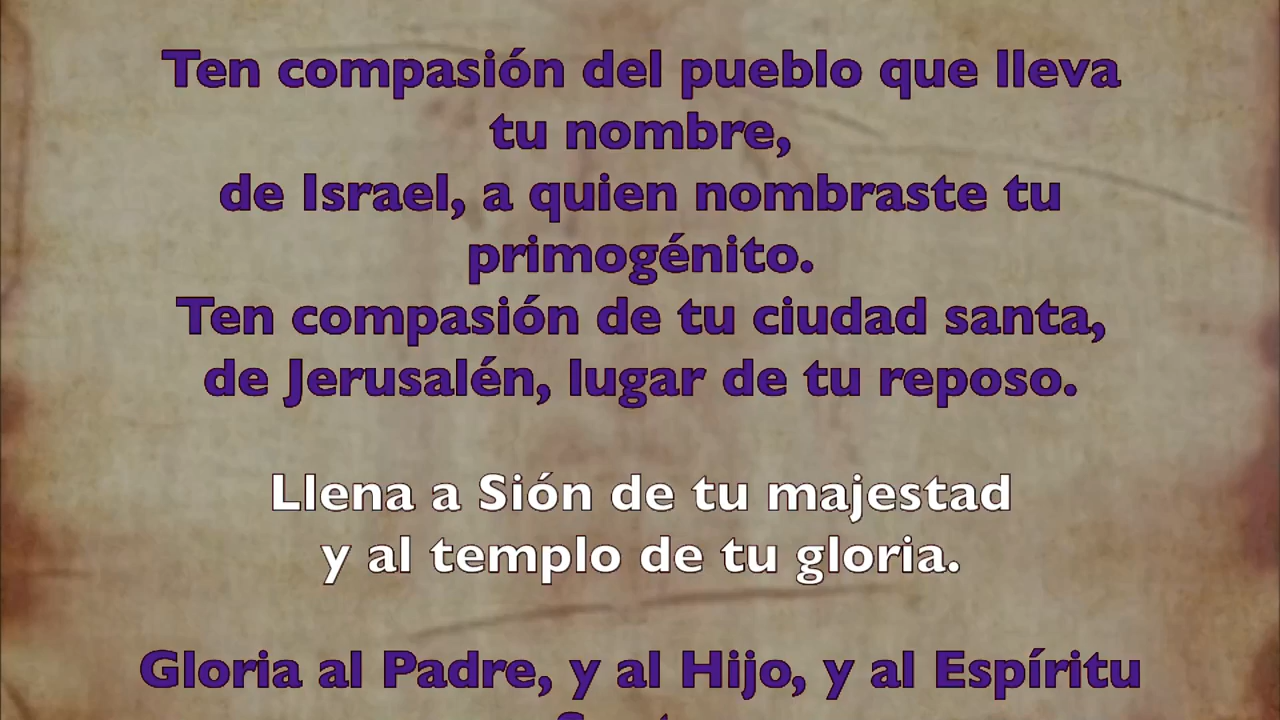 Ten compasión del pueblo que lleva
tu nombre,
de Israel, a quien nombraste tu
primogénito.
Ten compasión de tu ciudad santa,
de Jerusalén, lugar de tu reposo.
Llena a Sión de tu majestad
y al templo de tu gloria.
Gloria al Padre, y al Hijo, y al Espíritu